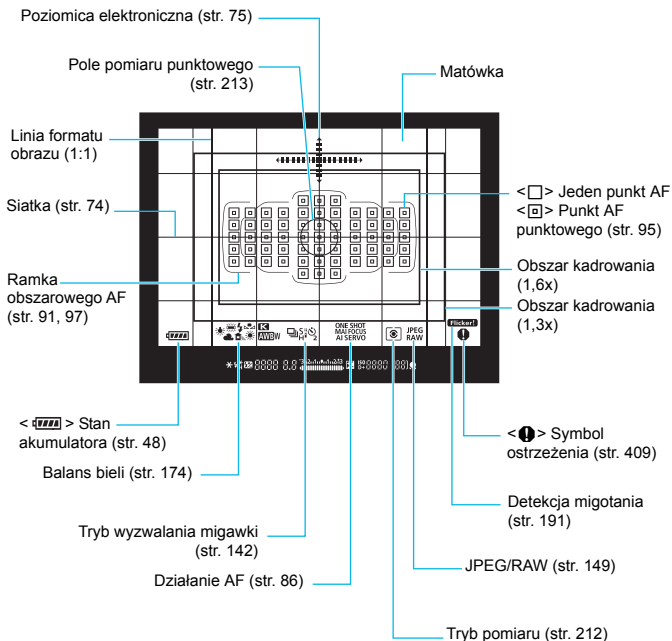 Poziomica elektroniczna (str. 75)
Pole pomiaru punktowego
(str. 213)
Matówka
Linia formatu
obrazu (1:1)
<□> Jeden punkt AF
Siatka (str. 74)
<⊡> Punkt AF
punktowego (str. 95)
Obszar kadrowania
(1,6x)
Ramka
obszarowego AF
(str. 91, 97)
Obszar kadrowania
(1,3x)
Flicker!
K
AWB W
S
H
2
ONE SHOT
MAI FOCUS
AI SERVO
JPEG
RAW
< > Stan
akumulatora (str. 48)
<!> Symbol
ostrzeżenia (str. 409)
Balans bieli (str. 174)
Detekcja migotania
(str. 191)
Tryb wyzwalania migawki
(str. 142)
JPEG/RAW (str. 149)
Działanie AF (str. 86)
Tryb pomiaru (str. 212)